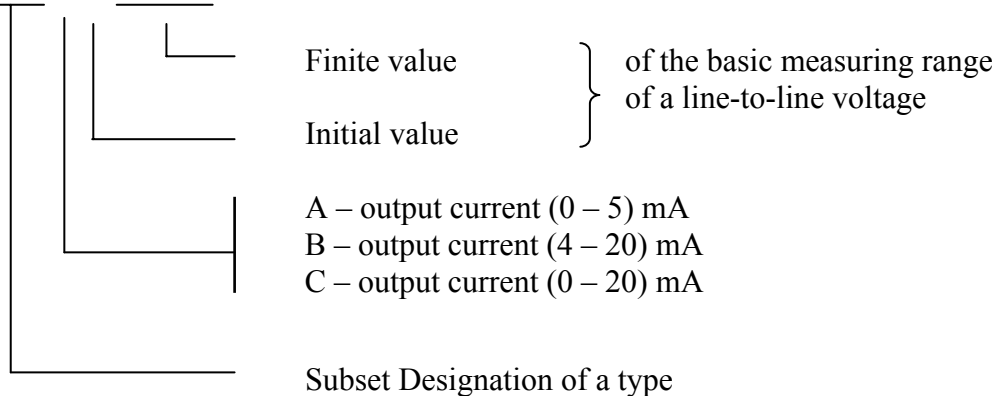 Finite value
of the basic measuring range
of a line-to-line voltage
Initial value
A – output current (0 – 5) mA
B – output current (4 – 20) mA
C – output current (0 – 20) mA
Subset Designation of a type